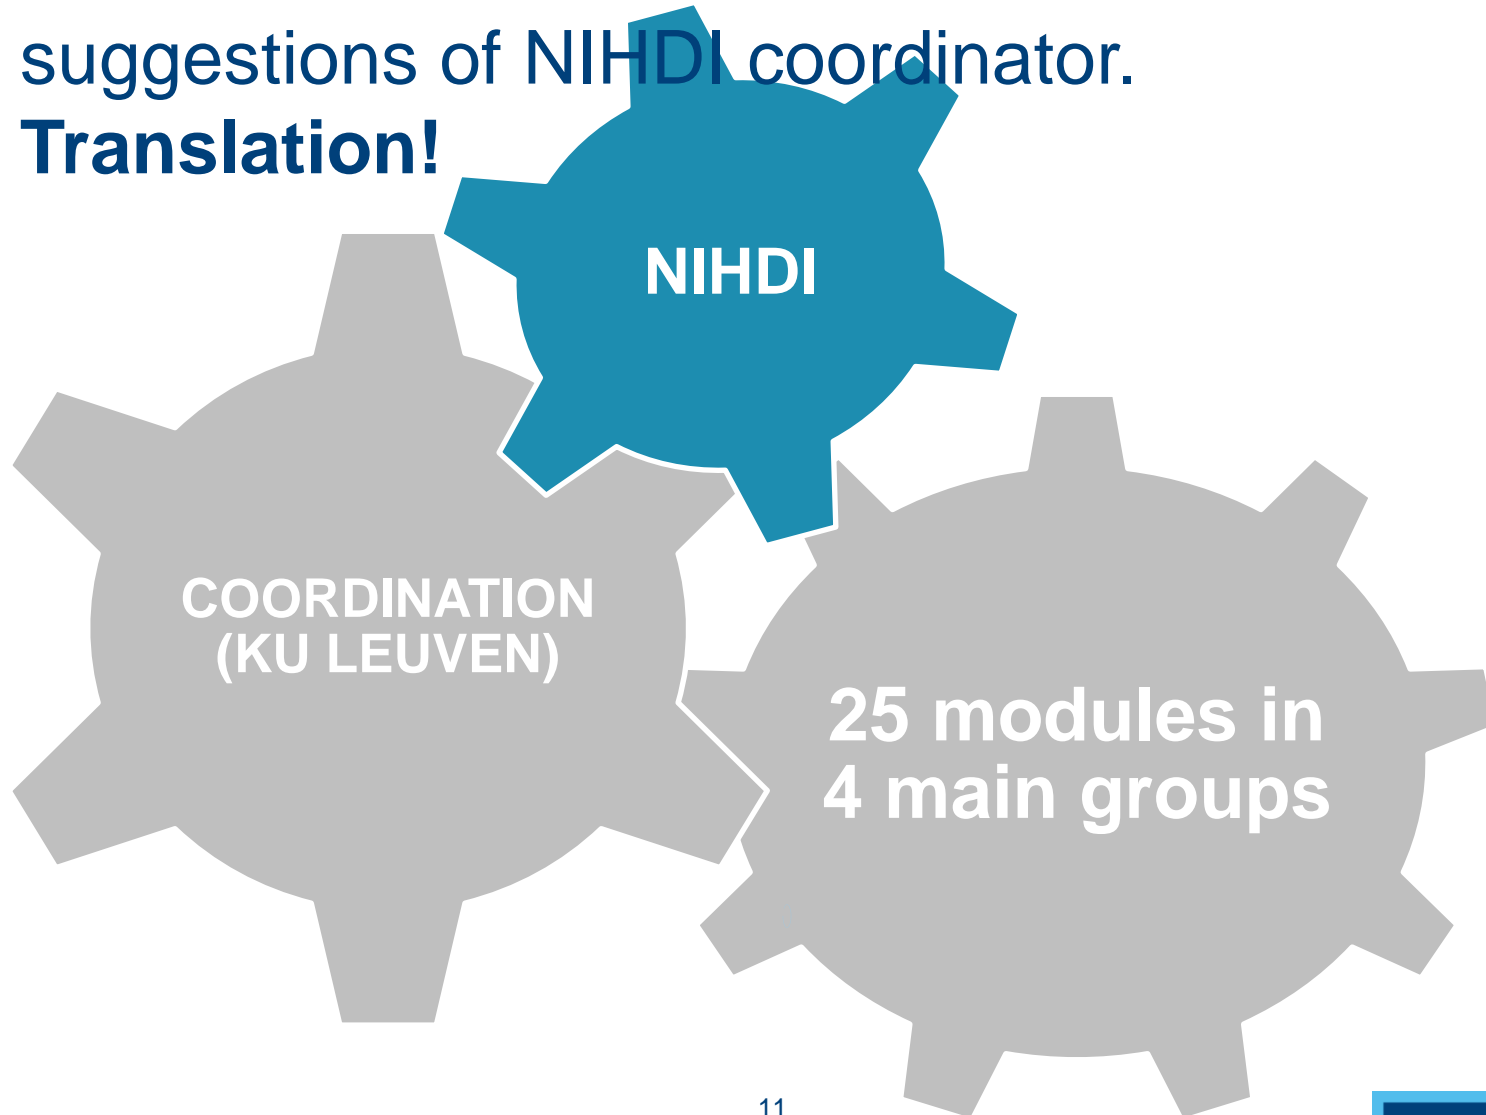 suggestions of NIHDI coordinator.
Translation!
NIHDI
COORDINATION
(KU LEUVEN)
25 modules in
4 main groups
11